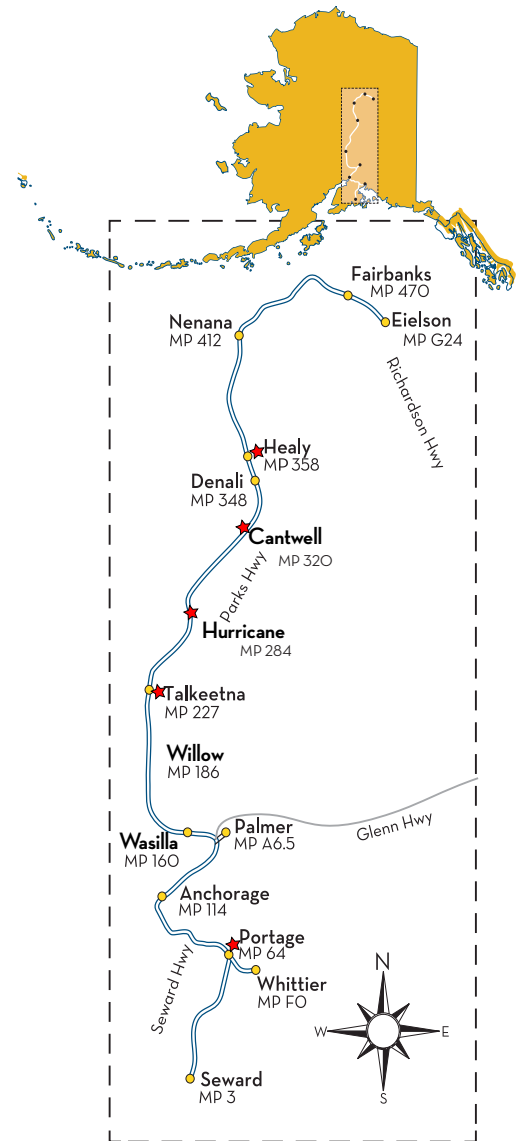 Fairbanks
MP 470
Nenana
MP 412
Eielson
MP G24
Richardson Hwy
Healy
MP 358
Denali
MP 348
Cantwell
MP 320
Parks Hwy
Hurricane
MP 284
Talkeetna
MP 227
Willow
MP 186
Wasilla
MP 160
Palmer
MP A6.5
Glenn Hwy
Anchorage
MP 114
Portage
MP 64
Seward Hwy
Whittier
MP F0
Seward
MP 3
N
W
E
S